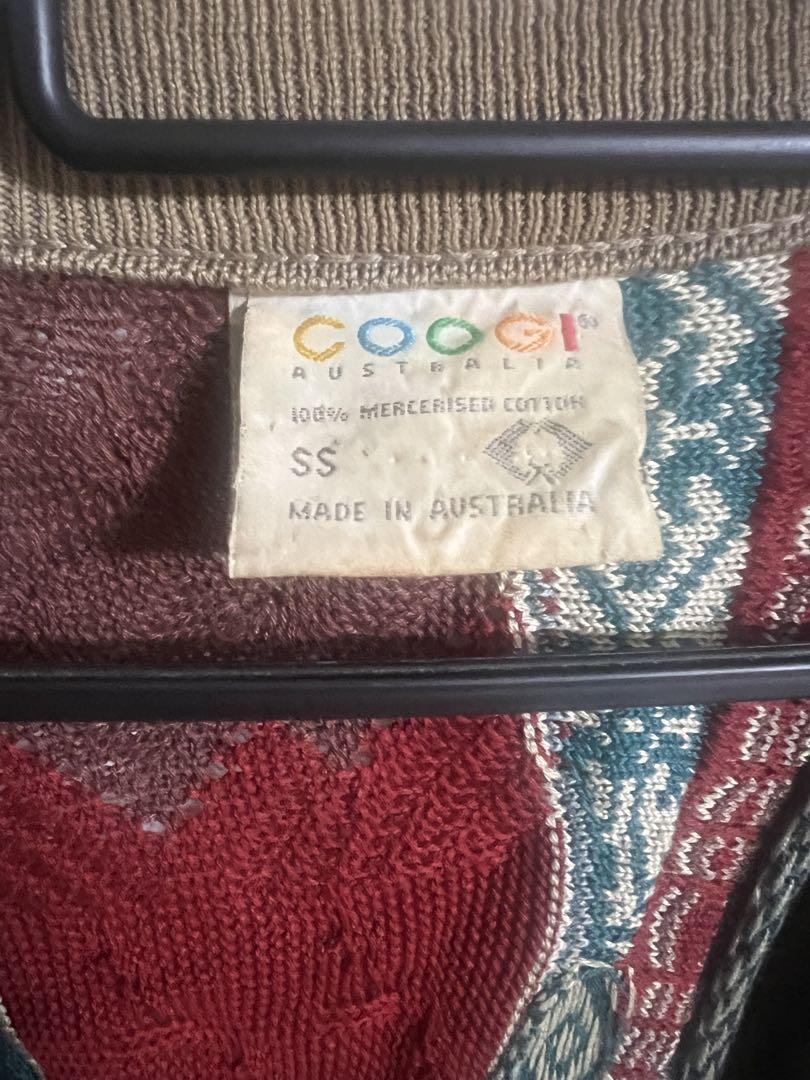 COOGI®
AUSTRALIA
100% MERCERISED COTTON
SS
MADE IN AUSTRALIA